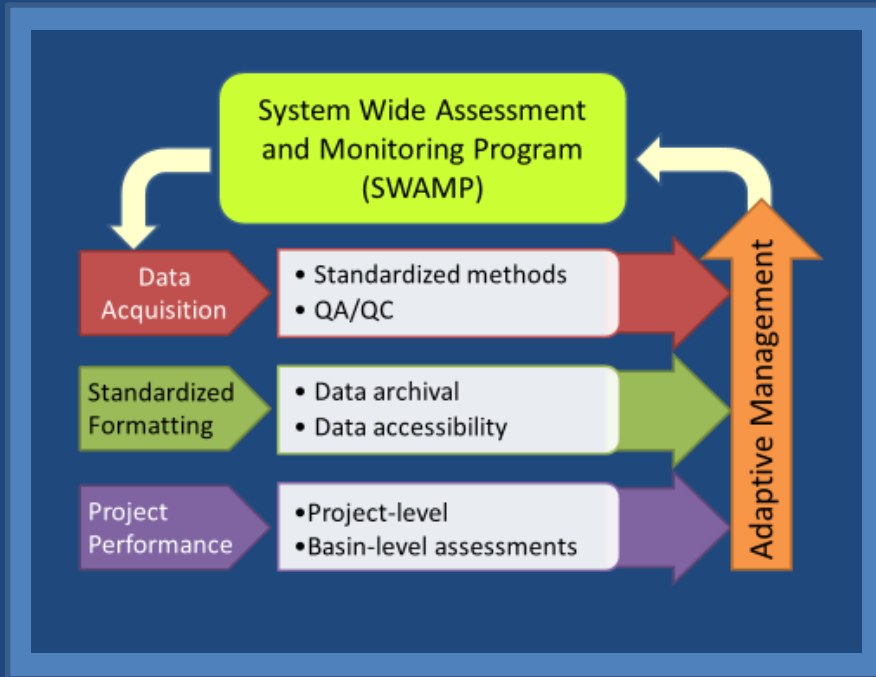 System Wide Assessment
and Monitoring Program
(SWAMP)
Data
Acquisition
• Standardized methods
• QA/QC
Standardized
Formatting
• Data archival
• Data accessibility
Project
Performance
•Project-level
•Basin-level assessments
Adaptive Management